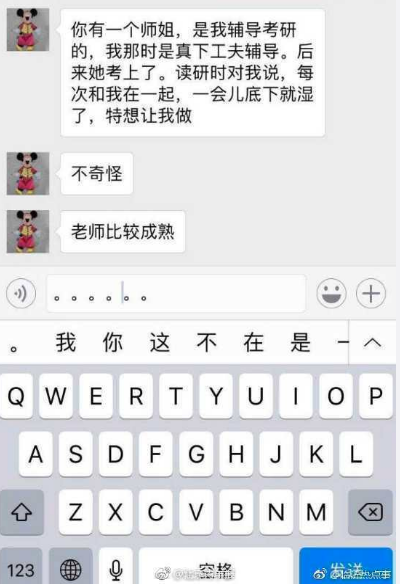 你有一个师姐，是我辅导考研
的，我那时是真下工夫辅导。后
来她考上了。读研时对我说，每
次和我在一起，一会儿底下就湿
了，特想让我做
不奇怪
老师比较成熟
。。。。。。。
。 我 你 这 不 在 是 一
Q W E R T Y U I O P
A S D F G H J K L
Z X C V B N M
123 空格 发送